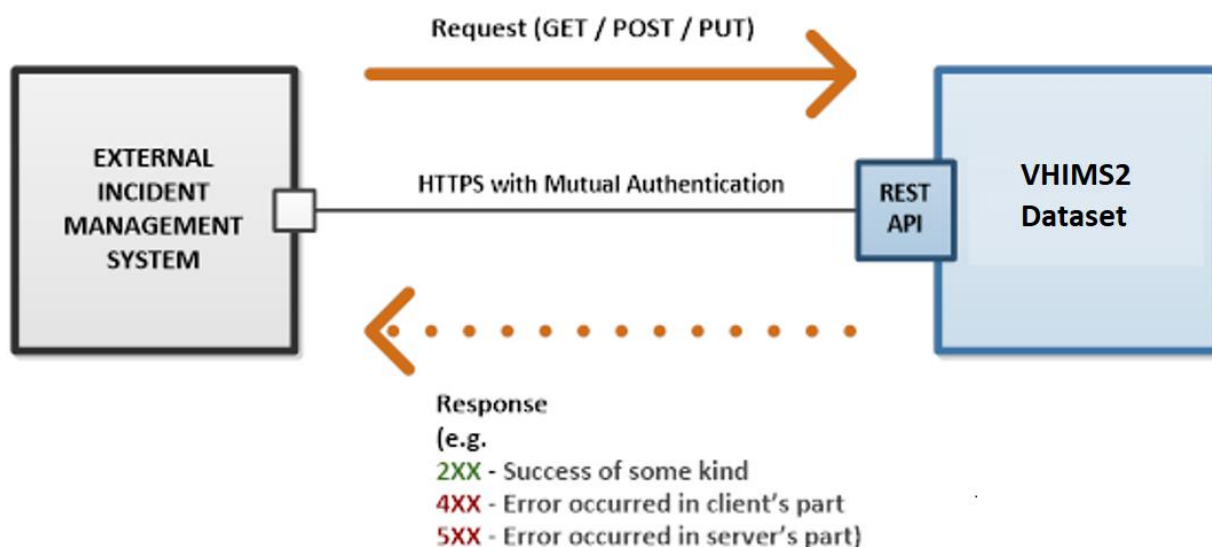 Request (GET / POST / PUT)
EXTERNAL
INCIDENT
MANAGEMENT
SYSTEM
HTTPS with Mutual Authentication
REST
API
VHIMS2
Dataset
Response
(e.g.
2XX - Success of some kind
4XX - Error occurred in client's part
5XX - Error occurred in server's part)